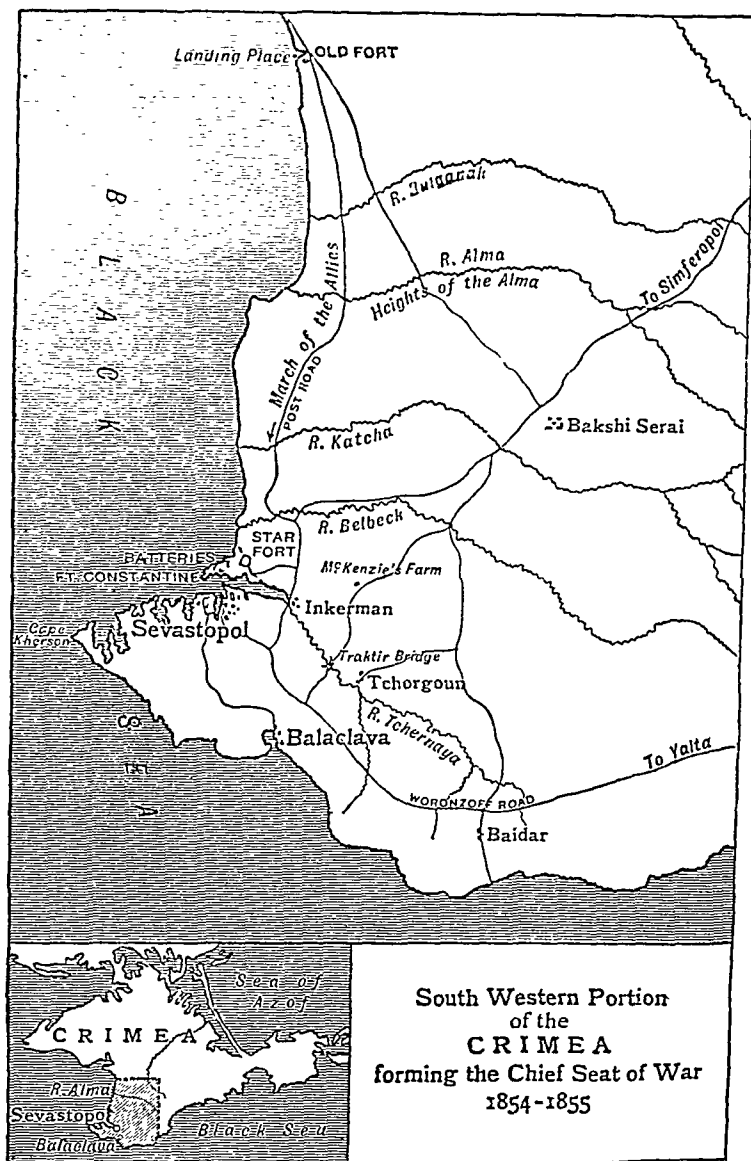 Landing Place
OLD FORT
BLACK SEA
R. Bulganak
R. Alma
Heights of the Alma
To Simferopol
← March of the Allies
POST ROAD
Bakshi Serai
R. Katcha
R. Belbeck
STAR
FORT
BATTERIES
FT. CONSTANTINE
McKenzie's Farm
Inkerman
Sevastopol
Cape
Kherson
Traktir Bridge
Tchorgoun
R. Tchernaya
Balaclava
To Yalta
WORONZOFF ROAD
Baidar
Sea of
Azof
CRIMEA
R. Alma
Sevastopol
Balaclava
Black Sea
South Western Portion
of the
CRIMEA
forming the Chief Seat of War
1854-1855